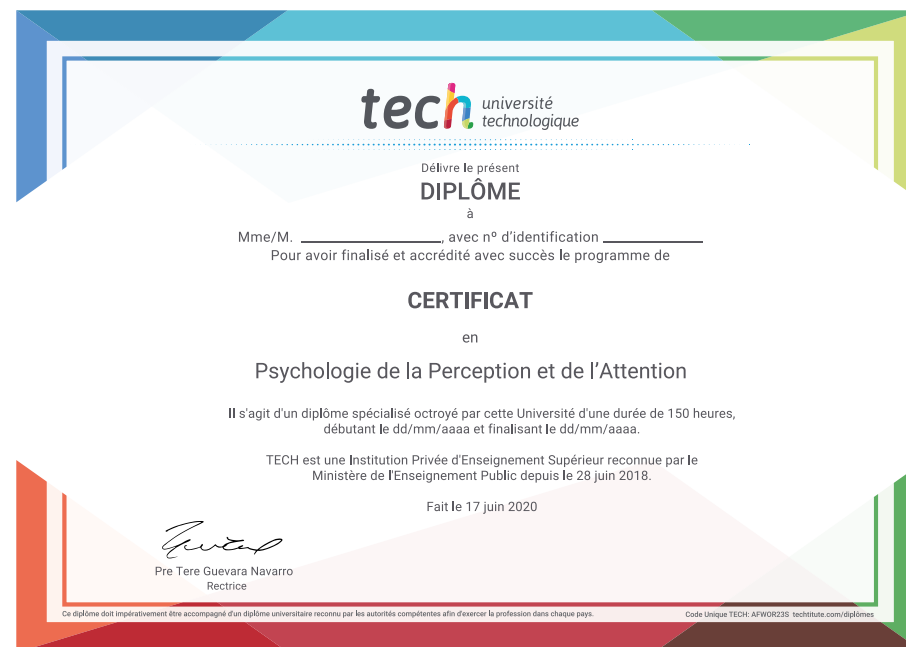 tech université
technologique
Délivre le présent
DIPLÔME
à
Mme/M. ____________________, avec nº d'identification ______________
Pour avoir finalisé et accrédité avec succès le programme de
CERTIFICAT
en
Psychologie de la Perception et de l'Attention
Il s'agit d'un diplôme spécialisé octroyé par cette Université d'une durée de 150 heures,
débutant le dd/mm/aaaa et finalisant le dd/mm/aaaa.
TECH est une Institution Privée d'Enseignement Supérieur reconnue par le
Ministère de l'Enseignement Public depuis le 28 juin 2018.
Fait le 17 juin 2020
Pre Tere Guevara Navarro
Rectrice
Ce diplôme doit impérativement être accompagné d'un diplôme universitaire reconnu par les autorités compétentes afin d'exercer la profession dans chaque pays.
Code Unique TECH: AFWOR23S techtitute.com/diplômes